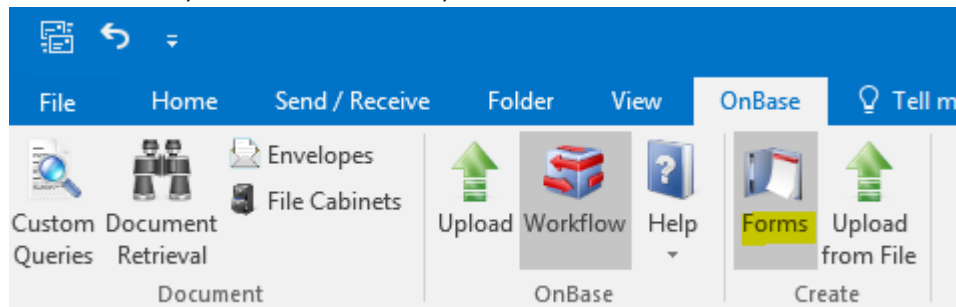 File Home Send / Receive Folder View OnBase Tell m
Envelopes
File Cabinets
Custom Queries
Document Retrieval
Upload Workflow Help
Forms
Upload from File
Document OnBase Create